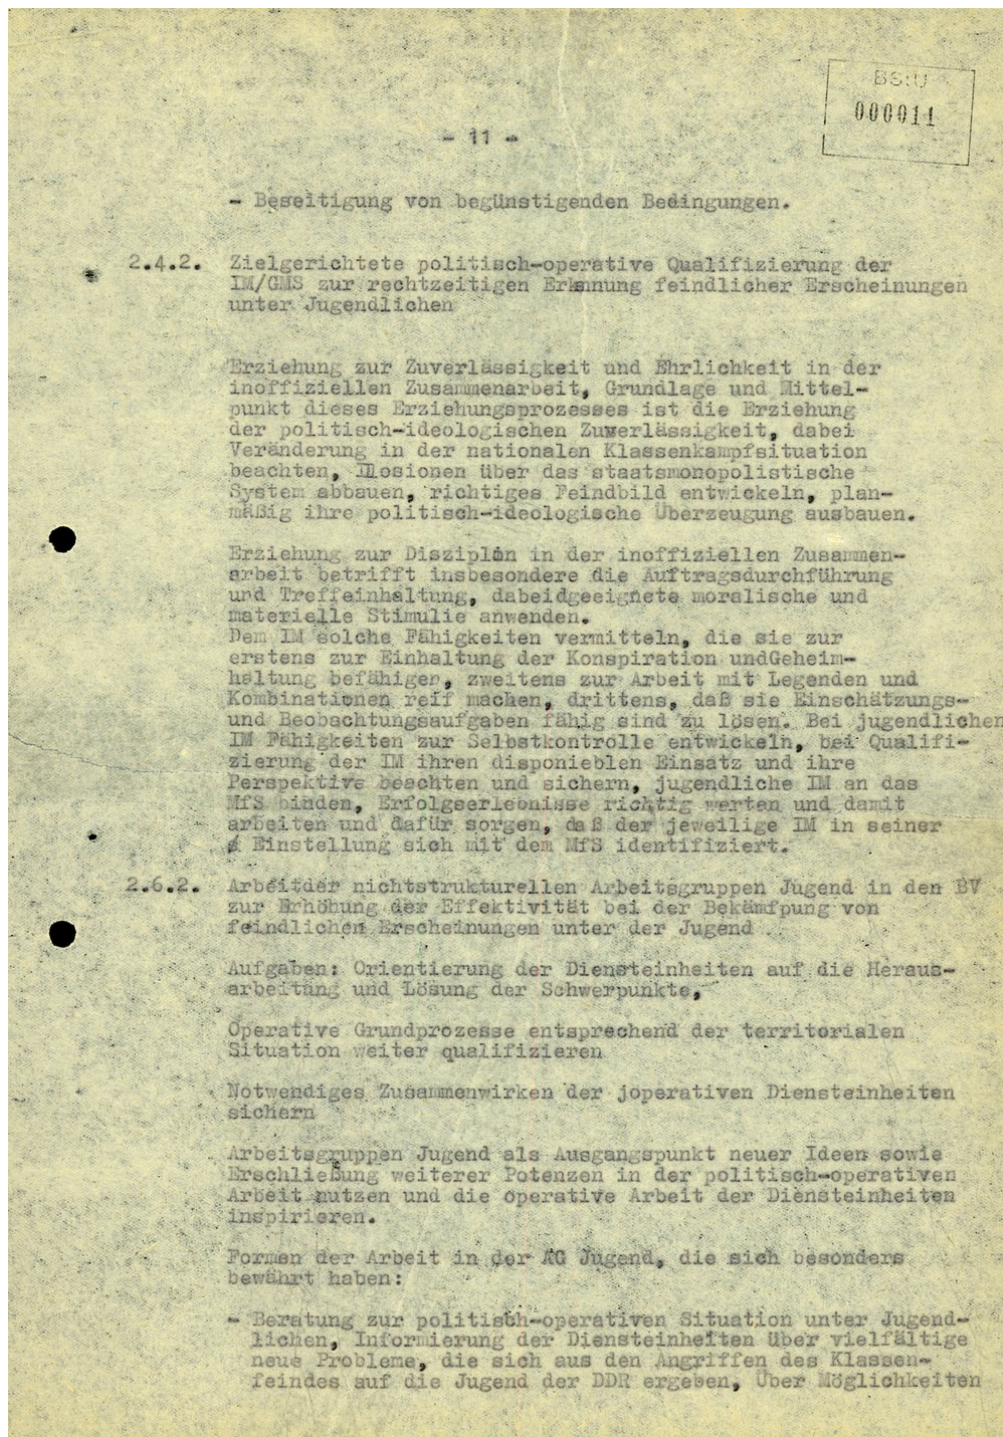 BStU
000011
- 11 -
- Beseitigung von begünstigenden Bedingungen.
2.4.2. Zielgerichtete politisch-operative Qualifizierung der
IM/GMS zur rechtzeitigen Erkennung feindlicher Erscheinungen
unter Jugendlichen
Erziehung zur Zuverlässigkeit und Ehrlichkeit in der
inoffiziellen Zusammenarbeit, Grundlage und Mittel-
punkt dieses Erziehungsprozesses ist die Erziehung
der politisch-ideologischen Zuverlässigkeit, dabei
Veränderung in der nationalen Klassenkampfsituation
beachten, Illosionen über das staatsmonopolistische
System abbauen, richtiges Feindbild entwickeln, plan-
mäßig ihre politisch-ideologische Überzeugung ausbauen.
Erziehung zur Disziplin in der inoffiziellen Zusammen-
arbeit betrifft insbesondere die Auftragsdurchführung
und Treffeinhaltung, dabeidgeeignete moralische und
materielle Stimulie anwenden.
Dem IM solche Fähigkeiten vermitteln, die sie zur
erstens zur Einhaltung der Konspiration undGeheim-
haltung befähigen, zweitens zur Arbeit mit Legenden und
Kombinationen reif machen, drittens, daß sie Einschätzungs-
und Beobachtungsaufgaben fähig sind zu lösen. Bei jugendlichen
IM Fähigkeiten zur Selbstkontrolle entwickeln, bei Qualifi-
zierung der IM ihren disponieblen Einsatz und ihre
Perspektive beachten und sichern, jugendliche IM an das
MfS binden, Erfolgserlebnisse richtig werten und damit
arbeiten und dafür sorgen, daß der jeweilige IM in seiner
Einstellung sich mit dem MfS identifiziert.
2.6.2. Arbeitder nichtstrukturellen Arbeitsgruppen Jugend in den BV
zur Erhöhung der Effektivität bei der Bekämfpung von
feindlichen Erscheinungen unter der Jugend
Aufgaben: Orientierung der Diensteinheiten auf die Heraus-
arbeitung und Lösung der Schwerpunkte,
Operative Grundprozesse entsprechend der territorialen
Situation weiter qualifizieren
Notwendiges Zusammenwirken der joperativen Diensteinheiten
sichern
Arbeitsgruppen Jugend als Ausgangspunkt neuer Ideen sowie
Erschließung weiterer Potenzen in der politisch-operativen
Arbeit nutzen und die operative Arbeit der Diensteinheiten
inspirieren.
Formen der Arbeit in der AG Jugend, die sich besonders
bewährt haben:
- Beratung zur politisch-operativen Situation unter Jugend-
lichen, Informierung der Diensteinheiten über vielfältige
neue Probleme, die sich aus den Angriffen des Klassen-
feindes auf die Jugend der DDR ergeben, Über Möglichkeiten